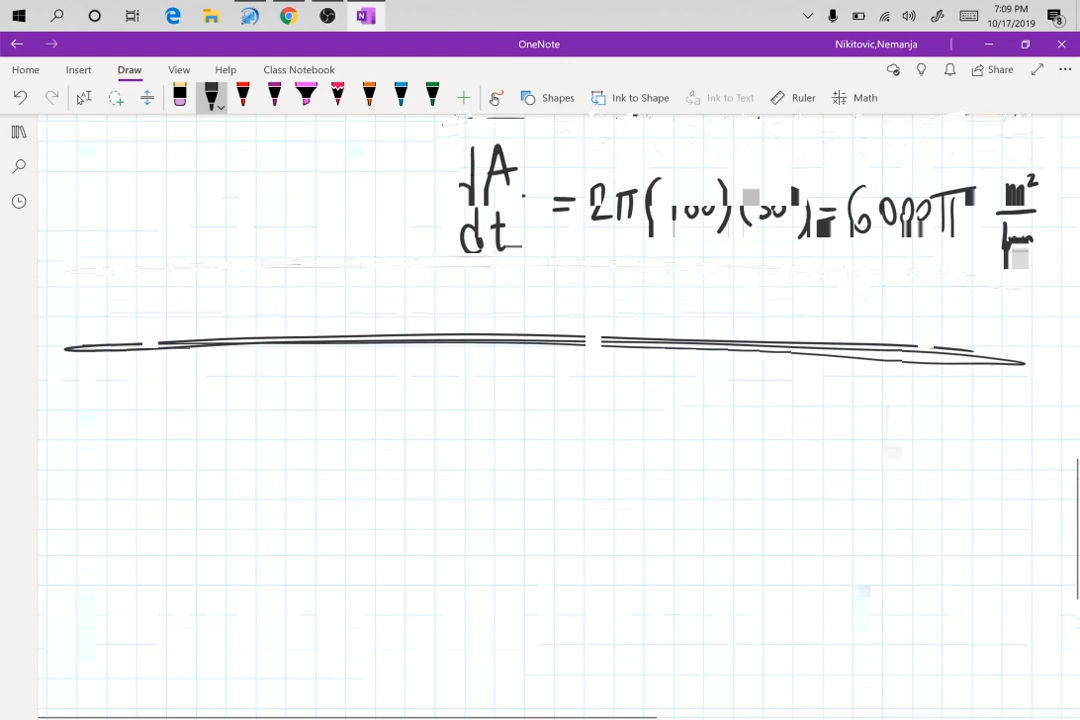 7:09 PM
10/17/2019
8
OneNote
Nikitovic,Nemanja
Home Insert Draw View Help Class Notebook Share
Shapes Ink to Shape Ink to Text Ruler Math
dA
dt
= 2π(100)(30) = 6000π
m²